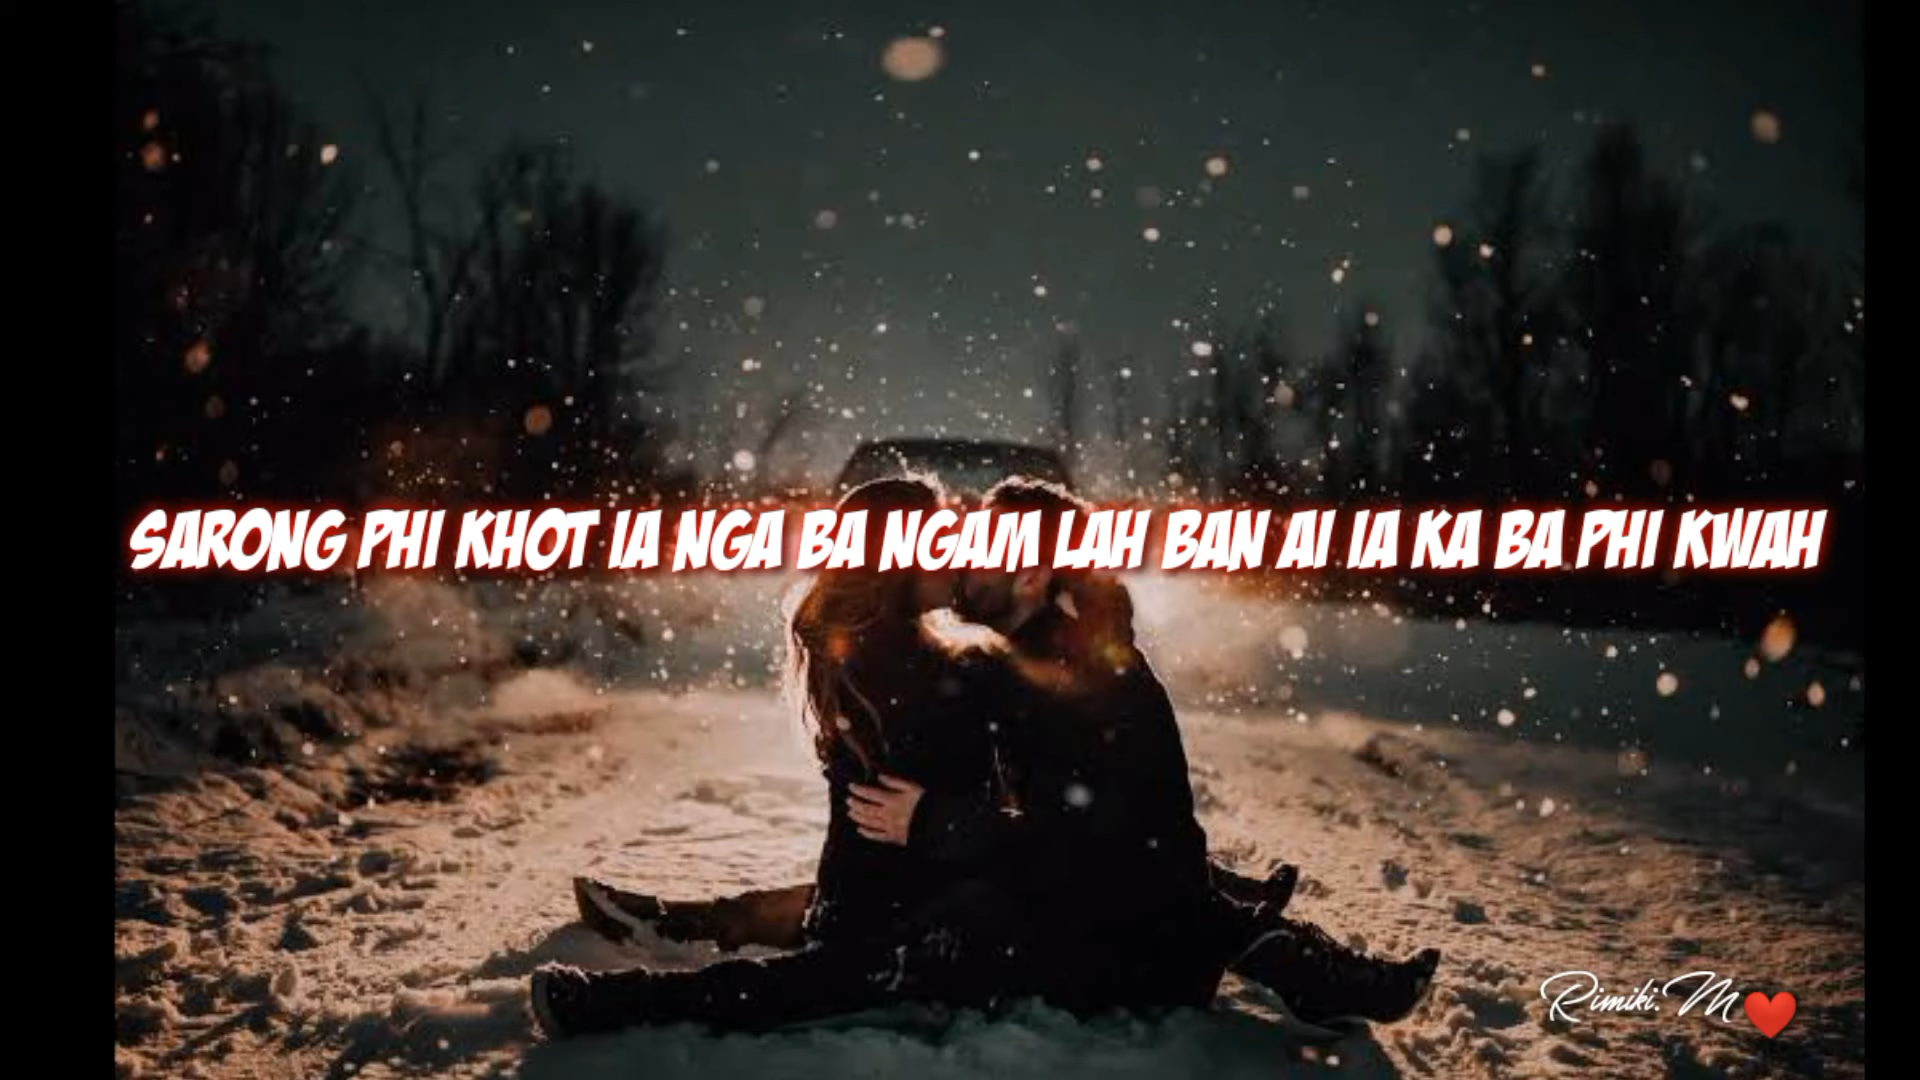 SARONG PHI KHOT IA NGA BA NGAM LAH BAN AI IA KA BA PHI KWAH
Rimiki.M❤️